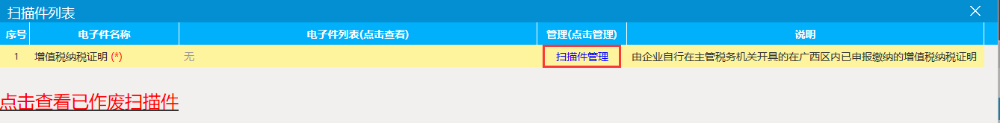 扫描件列表
序号 电子件名称 电子件列表(点击查看) 管理(点击管理) 说明
1 增值税纳税证明 (*) 无 扫描件管理 由企业自行在主管税务机关开具的在广西区内已申报缴纳的增值税纳税证明
点击查看已作废扫描件